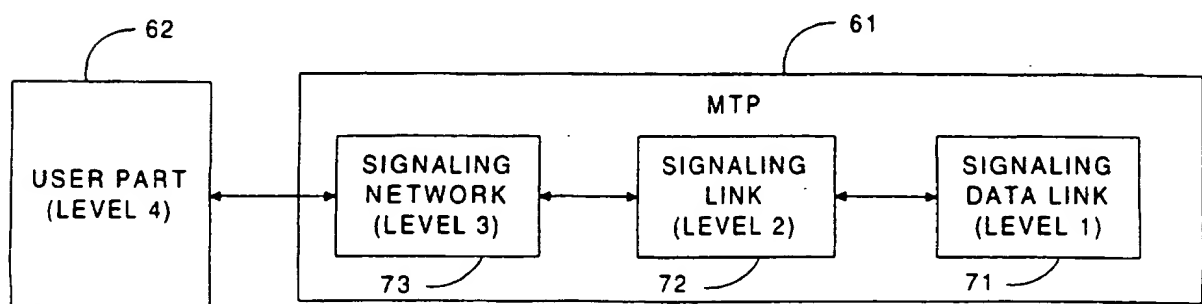 62
61
MTP
USER PART
(LEVEL 4)
SIGNALING
NETWORK
(LEVEL 3)
SIGNALING
LINK
(LEVEL 2)
SIGNALING
DATA LINK
(LEVEL 1)
73
72
71